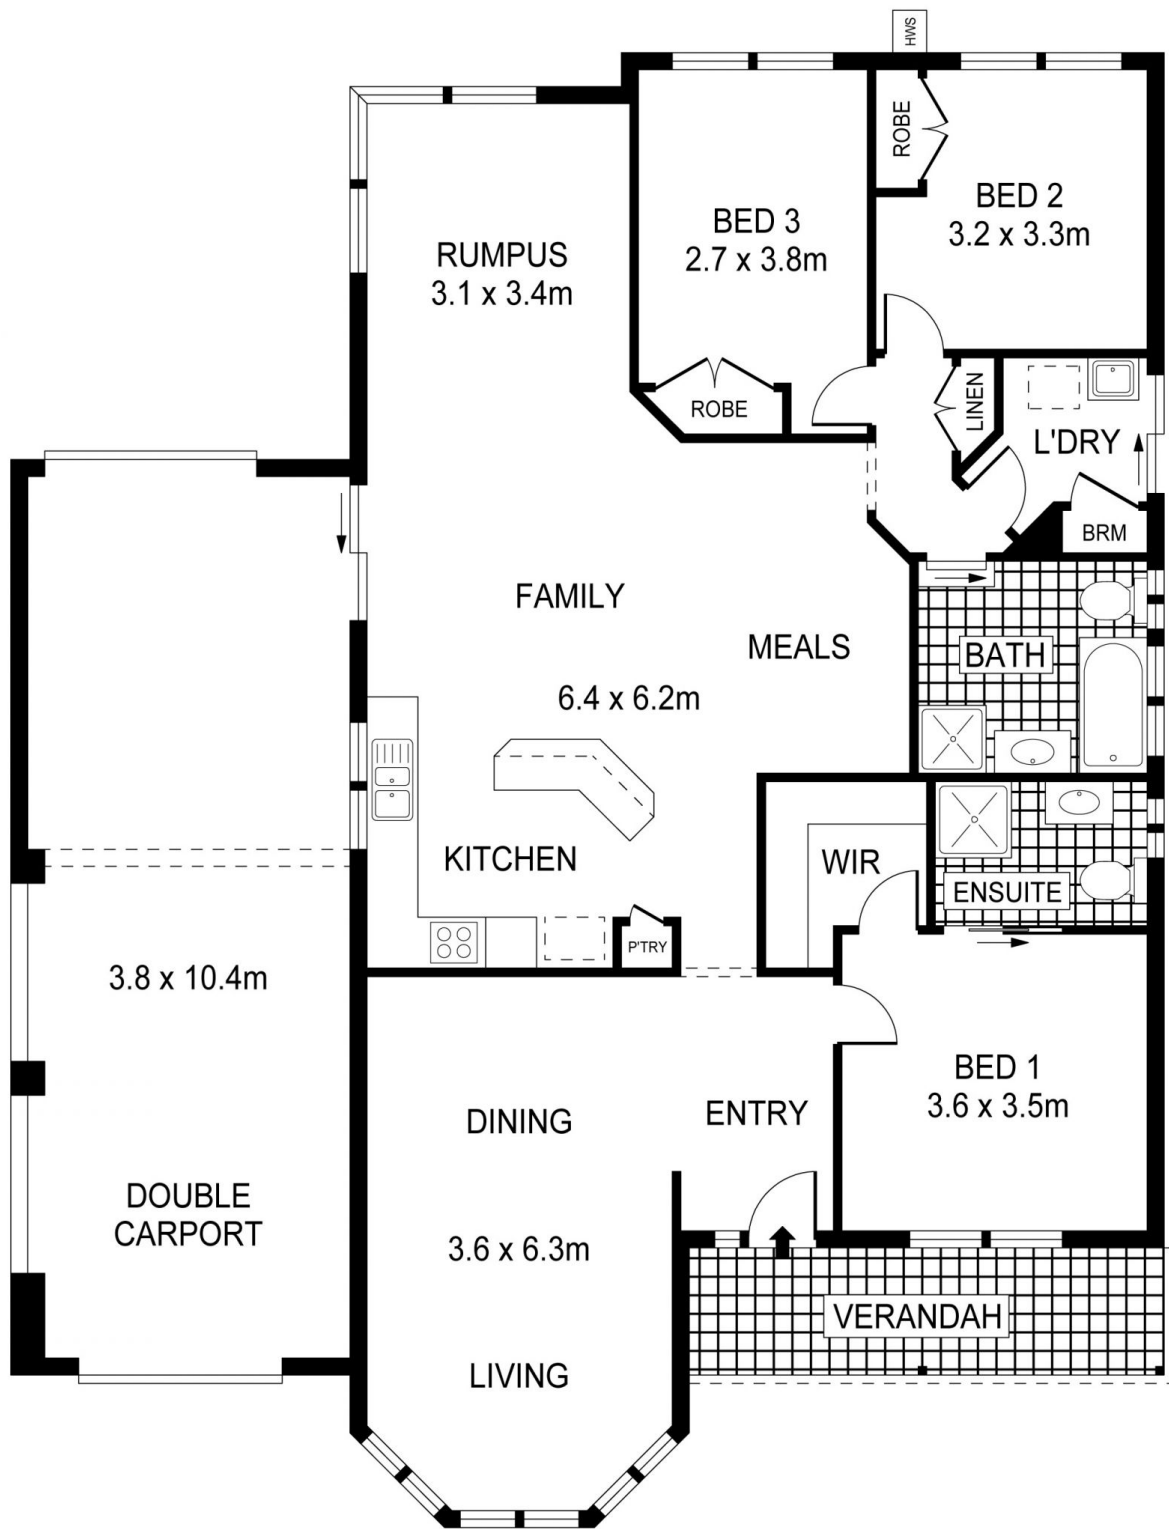 HWS
ROBE
BED 2
3.2 x 3.3m
BED 3
2.7 x 3.8m
RUMPUS
3.1 x 3.4m
ROBE
LINEN
L'DRY
BRM
FAMILY
MEALS
BATH
6.4 x 6.2m
KITCHEN
WIR
ENSUITE
P'TRY
3.8 x 10.4m
BED 1
3.6 x 3.5m
DINING
ENTRY
DOUBLE
CARPORT
3.6 x 6.3m
VERANDAH
LIVING